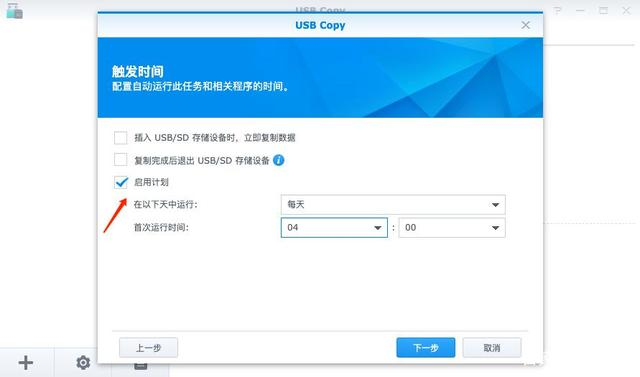 USB Copy
USB Copy
触发时间
配置自动运行此任务和相关程序的时间。
插入 USB/SD 存储设备时，立即复制数据
复制完成后退出 USB/SD 存储设备
启用计划
在以下天中运行: 每天
首次运行时间: 04 : 00
上一步 下一步 取消